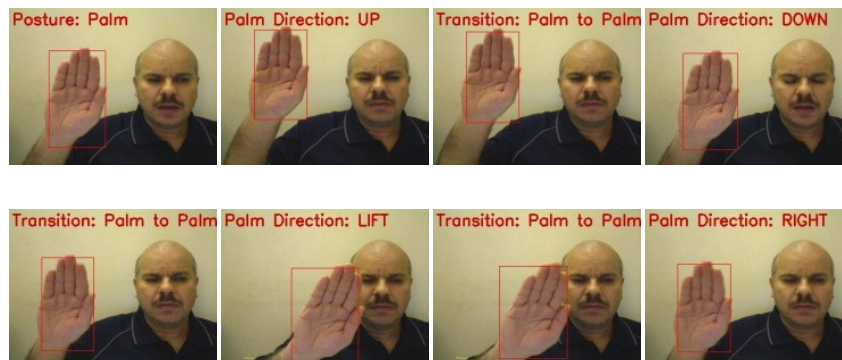 Posture: Palm
Palm Direction: UP
Transition: Palm to Palm
Palm Direction: DOWN
Transition: Palm to Palm
Palm Direction: LIFT
Transition: Palm to Palm
Palm Direction: RIGHT